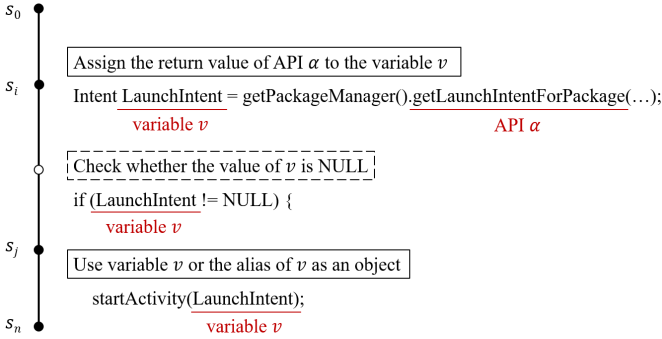 s₀
Assign the return value of API α to the variable v
sᵢ
Intent LaunchIntent = getPackageManager().getLaunchIntentForPackage(…);
variable v API α
Check whether the value of v is NULL
if (LaunchIntent != NULL) {
variable v
sⱼ
Use variable v or the alias of v as an object
startActivity(LaunchIntent);
sₙ
variable v